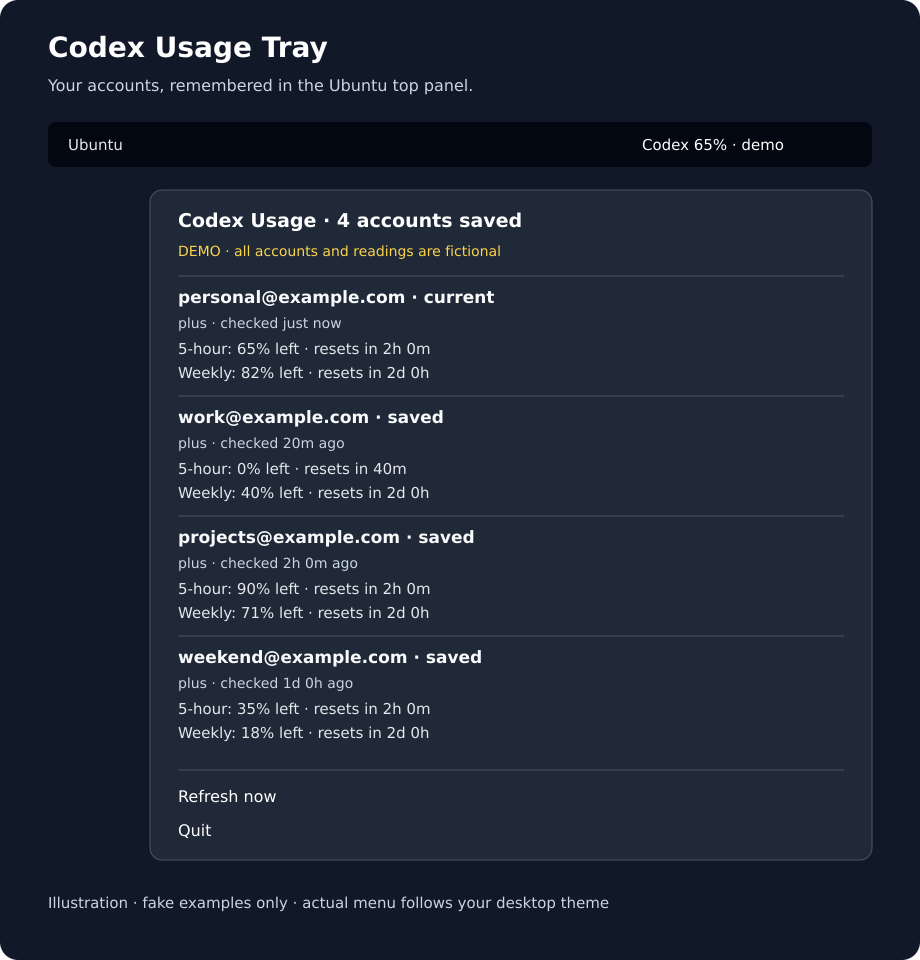 Codex Usage Tray
Your accounts, remembered in the Ubuntu top panel.
Ubuntu
Codex 65% · demo
Codex Usage · 4 accounts saved
DEMO · all accounts and readings are fictional
personal@example.com · current
plus · checked just now
5-hour: 65% left · resets in 2h 0m
Weekly: 82% left · resets in 2d 0h
work@example.com · saved
plus · checked 20m ago
5-hour: 0% left · resets in 40m
Weekly: 40% left · resets in 2d 0h
projects@example.com · saved
plus · checked 2h 0m ago
5-hour: 90% left · resets in 2h 0m
Weekly: 71% left · resets in 2d 0h
weekend@example.com · saved
plus · checked 1d 0h ago
5-hour: 35% left · resets in 2h 0m
Weekly: 18% left · resets in 2d 0h
Refresh now
Quit
Illustration · fake examples only · actual menu follows your desktop theme